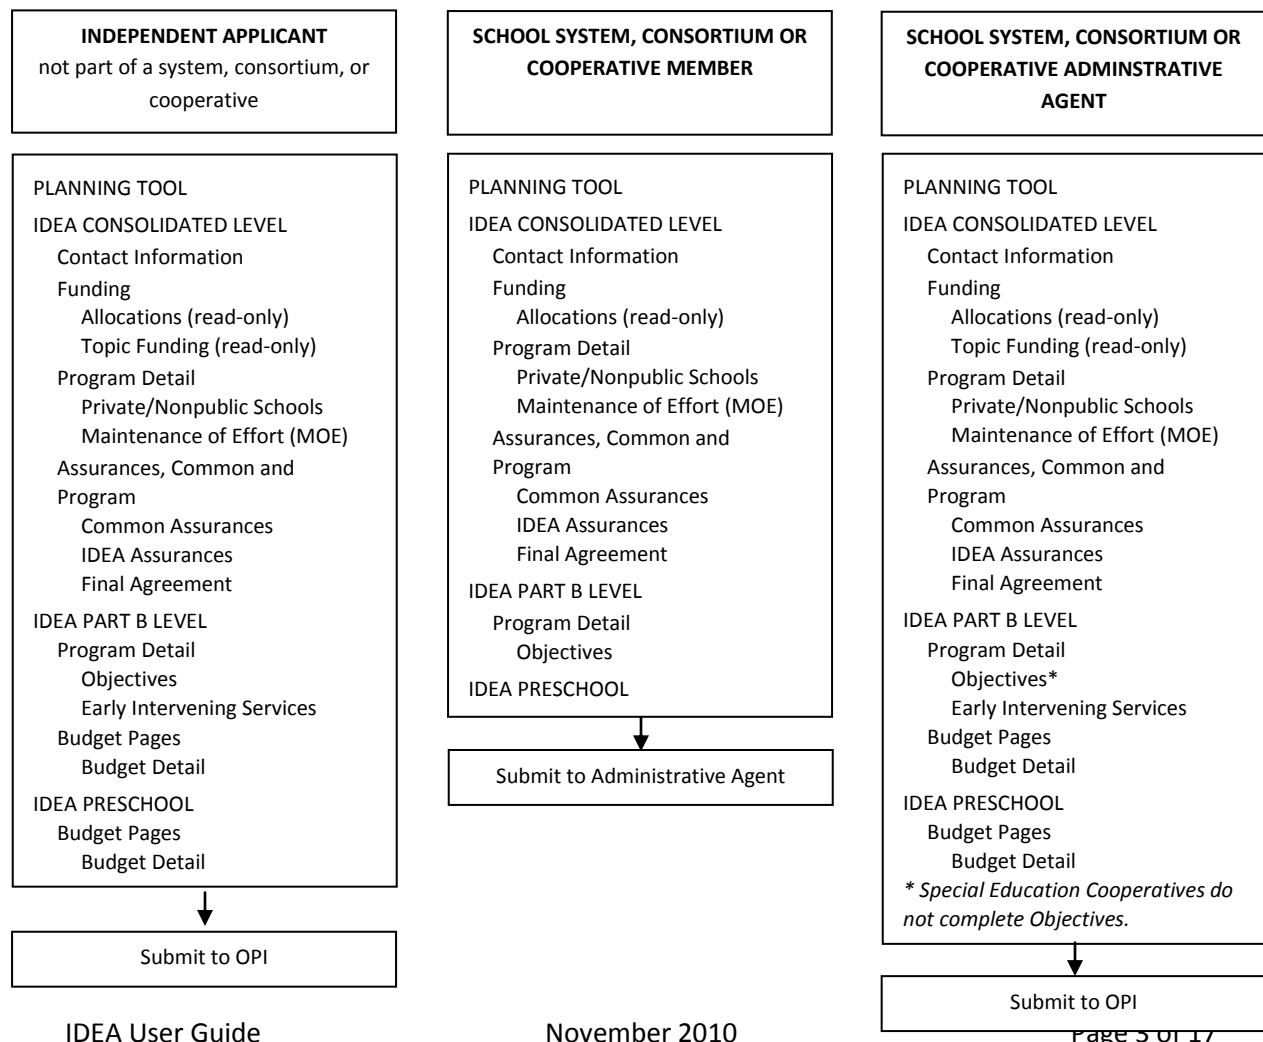 INDEPENDENT APPLICANT
not part of a system, consortium, or
cooperative
PLANNING TOOL
IDEA CONSOLIDATED LEVEL
Contact Information
Funding
Allocations (read-only)
Topic Funding (read-only)
Program Detail
Private/Nonpublic Schools
Maintenance of Effort (MOE)
Assurances, Common and
Program
Common Assurances
IDEA Assurances
Final Agreement
IDEA PART B LEVEL
Program Detail
Objectives
Early Intervening Services
Budget Pages
Budget Detail
IDEA PRESCHOOL
Budget Pages
Budget Detail
Submit to OPI
SCHOOL SYSTEM, CONSORTIUM OR
COOPERATIVE MEMBER
PLANNING TOOL
IDEA CONSOLIDATED LEVEL
Contact Information
Funding
Allocations (read-only)
Program Detail
Private/Nonpublic Schools
Maintenance of Effort (MOE)
Assurances, Common and
Program
Common Assurances
IDEA Assurances
Final Agreement
IDEA PART B LEVEL
Program Detail
Objectives
IDEA PRESCHOOL
Submit to Administrative Agent
SCHOOL SYSTEM, CONSORTIUM OR
COOPERATIVE ADMINSTRATIVE
AGENT
PLANNING TOOL
IDEA CONSOLIDATED LEVEL
Contact Information
Funding
Allocations (read-only)
Topic Funding (read-only)
Program Detail
Private/Nonpublic Schools
Maintenance of Effort (MOE)
Assurances, Common and
Program
Common Assurances
IDEA Assurances
Final Agreement
IDEA PART B LEVEL
Program Detail
Objectives*
Early Intervening Services
Budget Pages
Budget Detail
IDEA PRESCHOOL
Budget Pages
Budget Detail
* Special Education Cooperatives do
not complete Objectives.
Submit to OPI
IDEA User Guide November 2010 Page 3 of 17